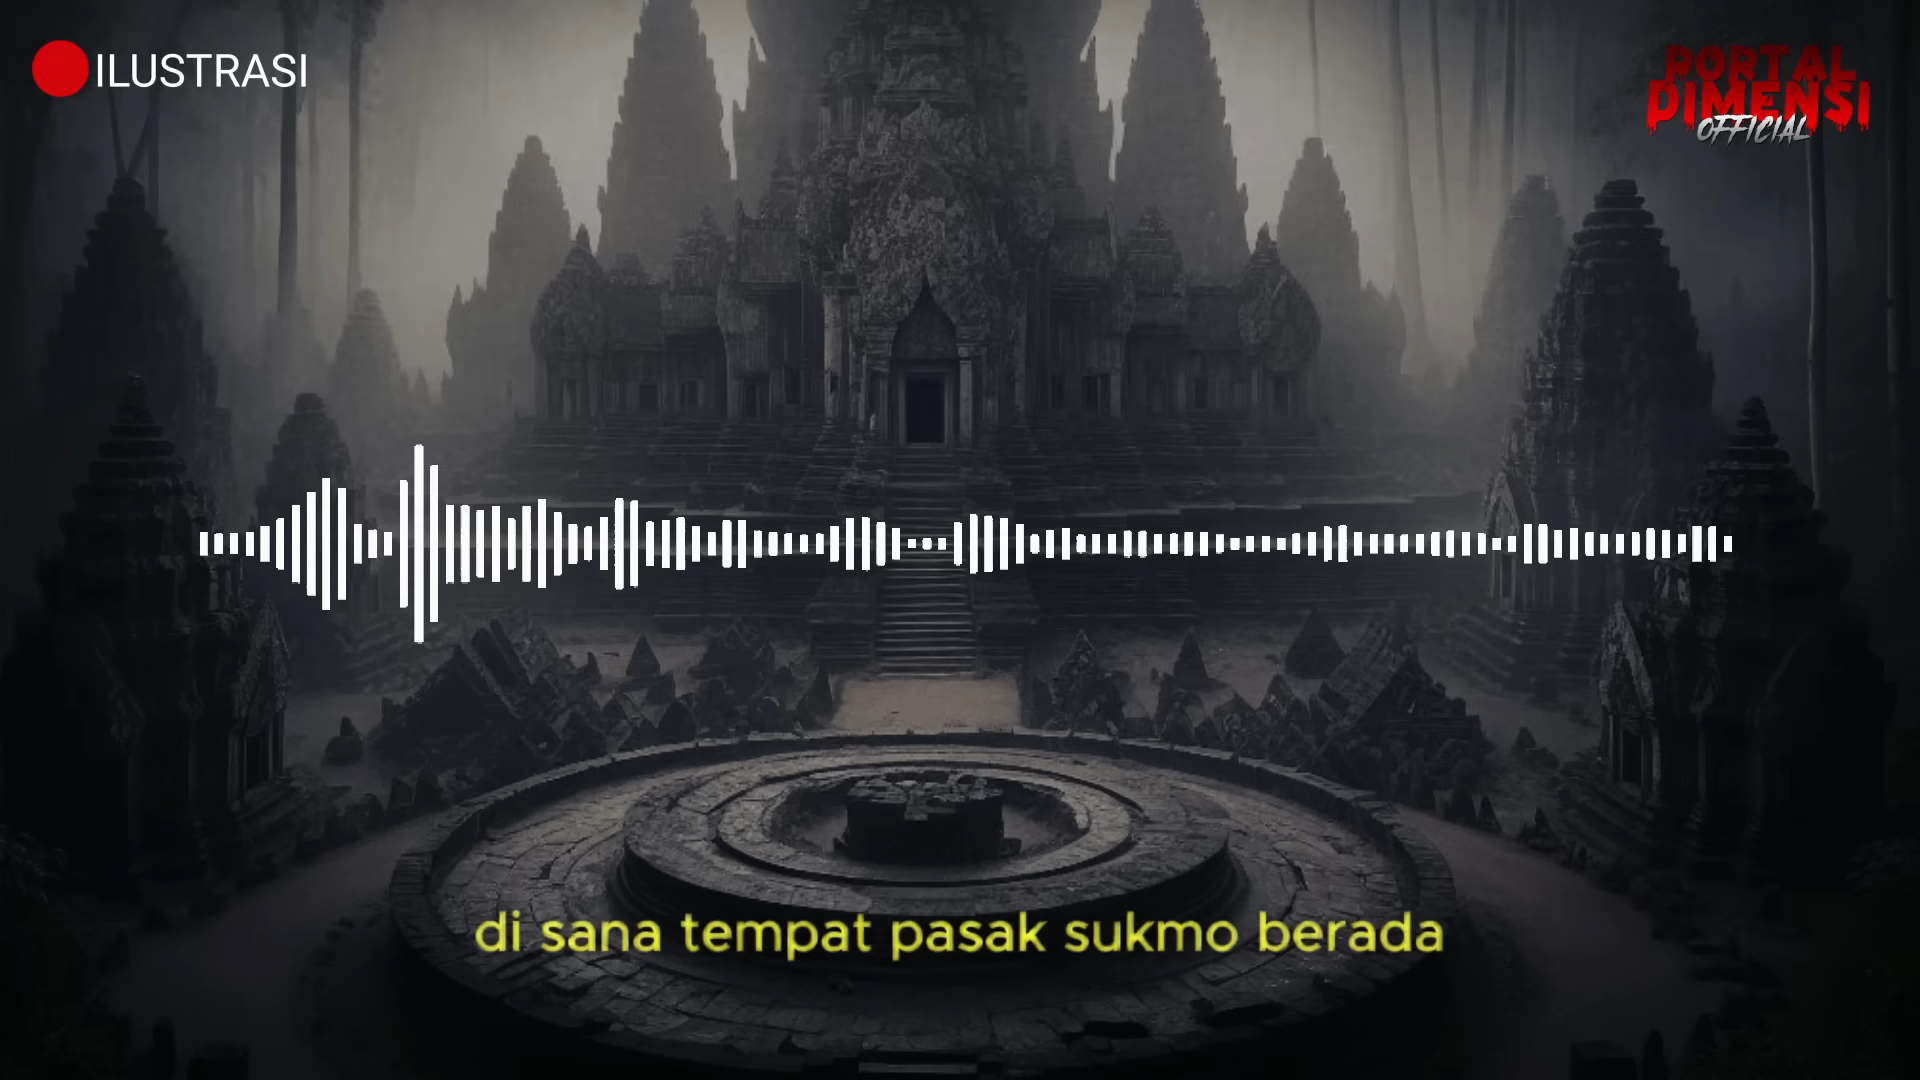 ILUSTRASI
PORTAL
DIMENSI
OFFICIAL
di sana tempat pasak sukmo berada